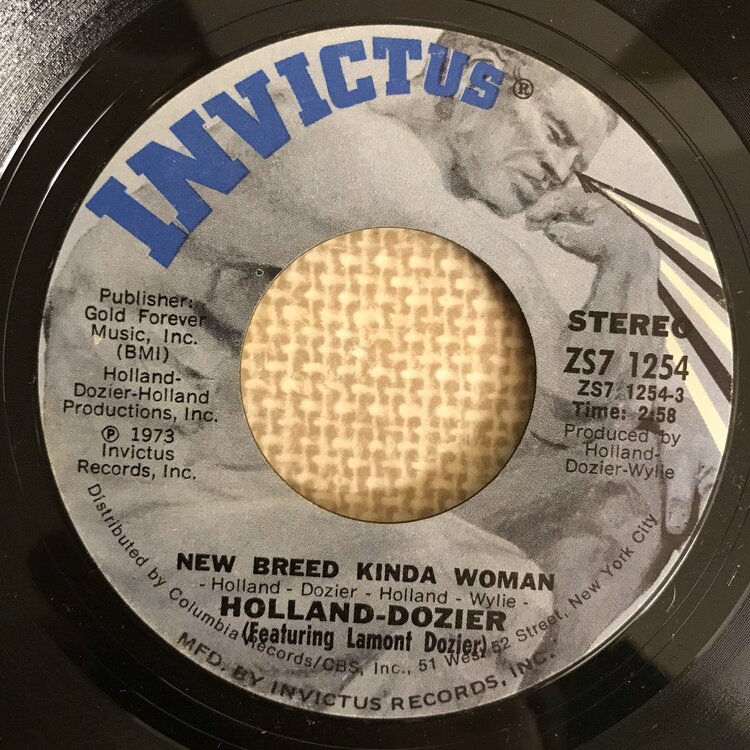 INVICTUS®
Publisher:
Gold Forever
Music, Inc.
(BMI)
Holland-
Dozier-Holland
Productions, Inc.
℗ 1973
Invictus
Records, Inc.
STEREO
ZS7 1254
ZS7 1254-3
Time: 2:58
Produced by
Holland-
Dozier-Wylie
NEW BREED KINDA WOMAN
- Holland - Dozier - Holland - Wylie -
HOLLAND-DOZIER
(Featuring Lamont Dozier)
Distributed by Columbia Records/CBS, Inc., 51 West 52 Street, New York City
MFD. BY INVICTUS RECORDS, INC.